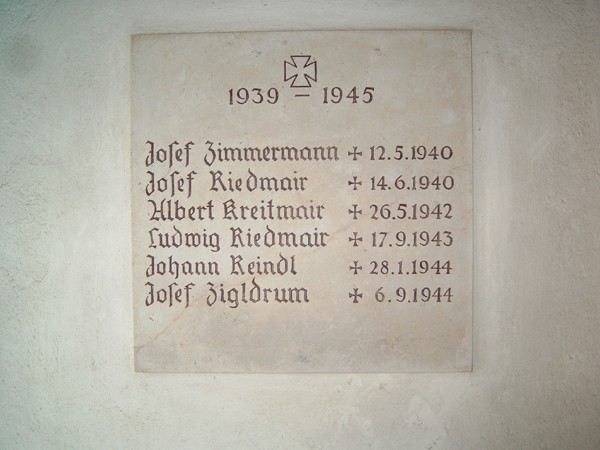 1939 – 1945
Josef Zimmermann ✠ 12.5.1940
Josef Riedmair ✠ 14.6.1940
Albert Kreitmair ✠ 26.5.1942
Ludwig Riedmair ✠ 17.9.1943
Johann Reindl ✠ 28.1.1944
Josef Zigldrum ✠ 6.9.1944